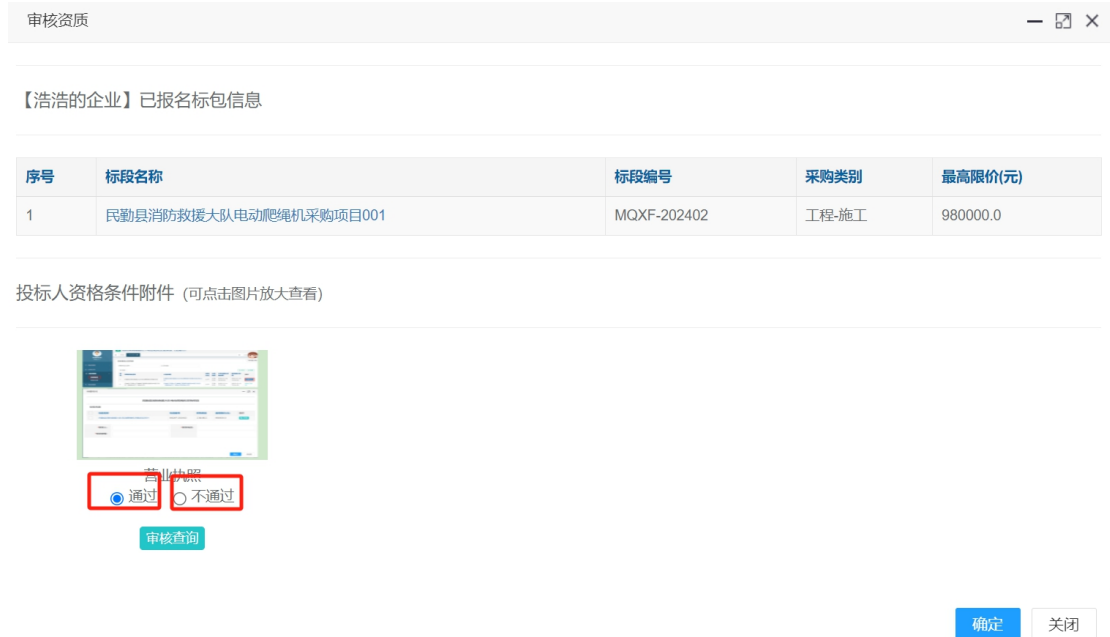 审核资质
【浩浩的企业】已报名标包信息
序号 标段名称 标段编号 采购类别 最高限价(元)
1 民勤县消防救援大队电动爬绳机采购项目001 MQXF-202402 工程-施工 980000.0
投标人资格条件附件 (可点击图片放大查看)
营业执照
通过 不通过
审核查询
确定 关闭